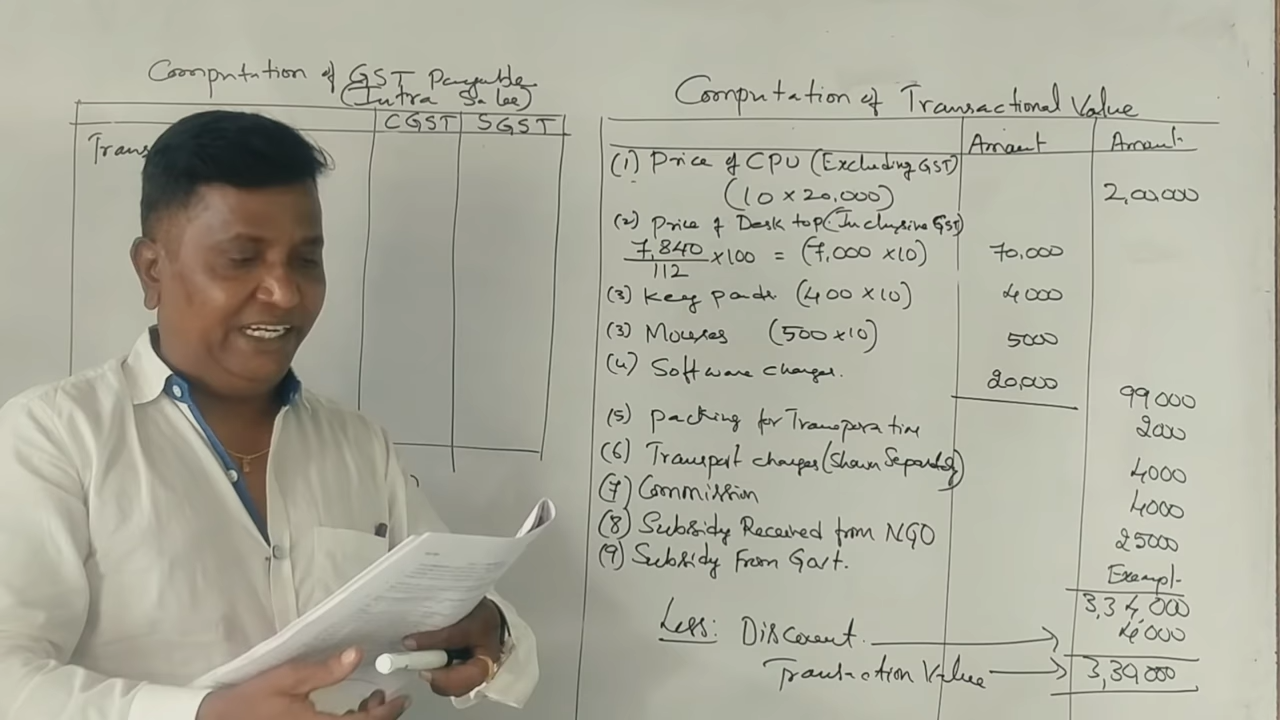 Computation of GST Payable
(Intra Sales)
CGST SGST
Trans
Computation of Transactional Value
Amount Amount
(1) Price of CPU (Excluding GST)
(10 × 20,000) 2,00,000
(2) Price of Desk top (Inclusive GST)
7,840/112 × 100 = (7,000 × 10) 70,000
(3) Key pads (400 × 10) 4000
(3) Mouses (500 × 10) 5000
(4) Software charges. 20,000
99000
(5) Packing for Transporation 2000
(6) Transport charges (Shown Separately) 4000
(7) Commission 4000
(8) Subsidy Received from NGO 25000
(9) Subsidy From Govt. Exempt
3,34,000
Less: Discount 4000
Transaction Value 3,30,000